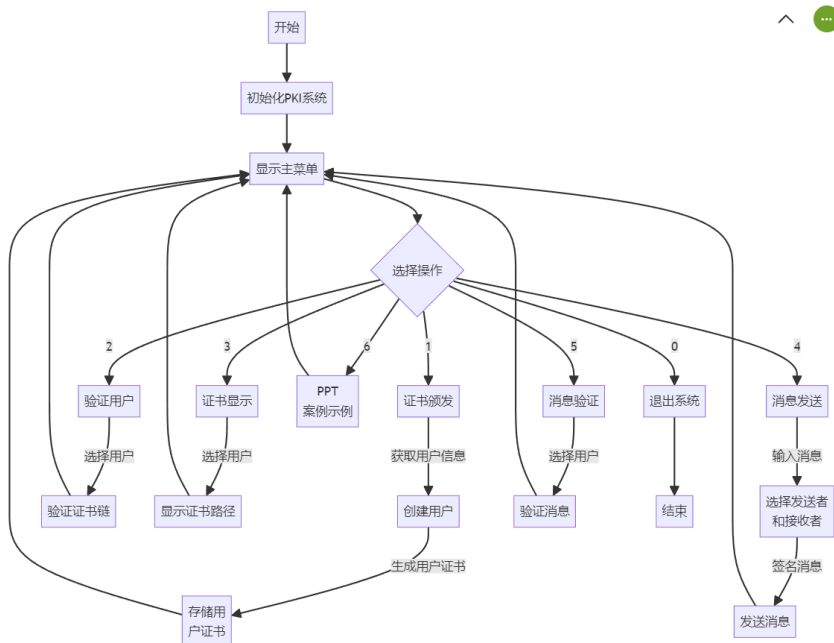 开始
初始化PKI系统
显示主菜单
选择操作
2
3
6
1
5
0
4
验证用户
证书显示
PPT
案例示例
证书颁发
消息验证
退出系统
消息发送
选择用户
选择用户
获取用户信息
选择用户
输入消息
验证证书链
显示证书路径
创建用户
验证消息
结束
选择发送者
和接收者
生成用户证书
签名消息
存储用
户证书
发送消息